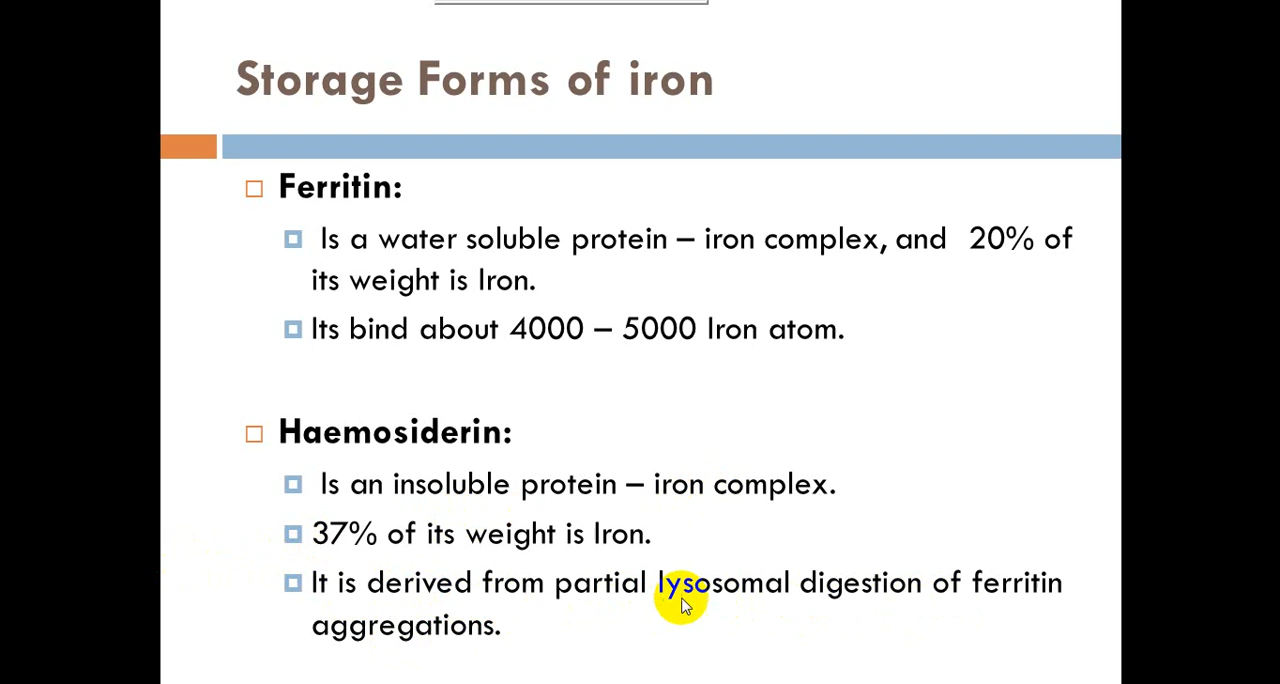 Storage Forms of iron
Ferritin:
Is a water soluble protein – iron complex, and 20% of
its weight is Iron.
Its bind about 4000 – 5000 Iron atom.
Haemosiderin:
Is an insoluble protein – iron complex.
37% of its weight is Iron.
It is derived from partial lysosomal digestion of ferritin
aggregations.